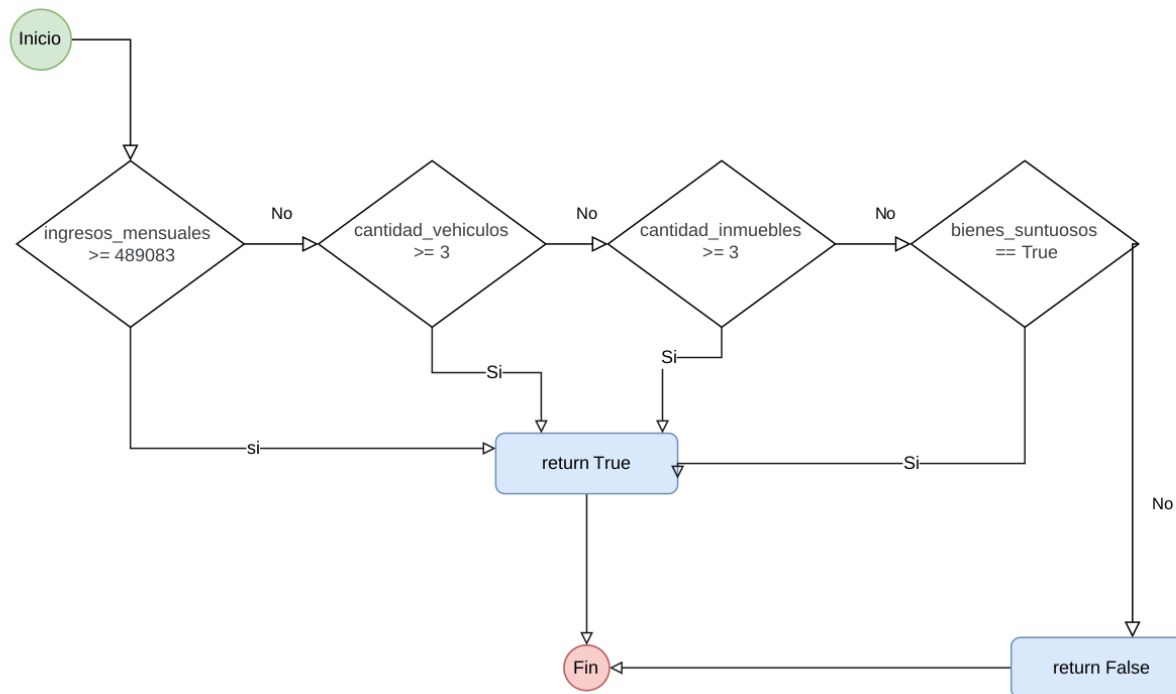 Inicio
No
No
No
ingresos_mensuales
>= 489083
cantidad_vehiculos
>= 3
cantidad_inmuebles
>= 3
bienes_suntuosos
== True
Si
Si
si
return True
Si
No
Fin
return False